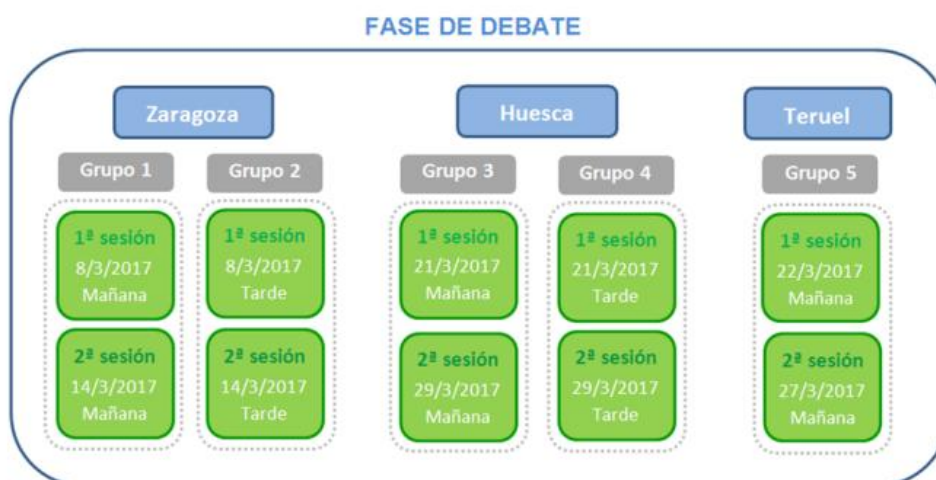 FASE DE DEBATE
Zaragoza
Huesca
Teruel
Grupo 1
Grupo 2
Grupo 3
Grupo 4
Grupo 5
1ª sesión
8/3/2017
Mañana
1ª sesión
8/3/2017
Tarde
1ª sesión
21/3/2017
Mañana
1ª sesión
21/3/2017
Tarde
1ª sesión
22/3/2017
Mañana
2ª sesión
14/3/2017
Mañana
2ª sesión
14/3/2017
Tarde
2ª sesión
29/3/2017
Mañana
2ª sesión
29/3/2017
Tarde
2ª sesión
27/3/2017
Mañana